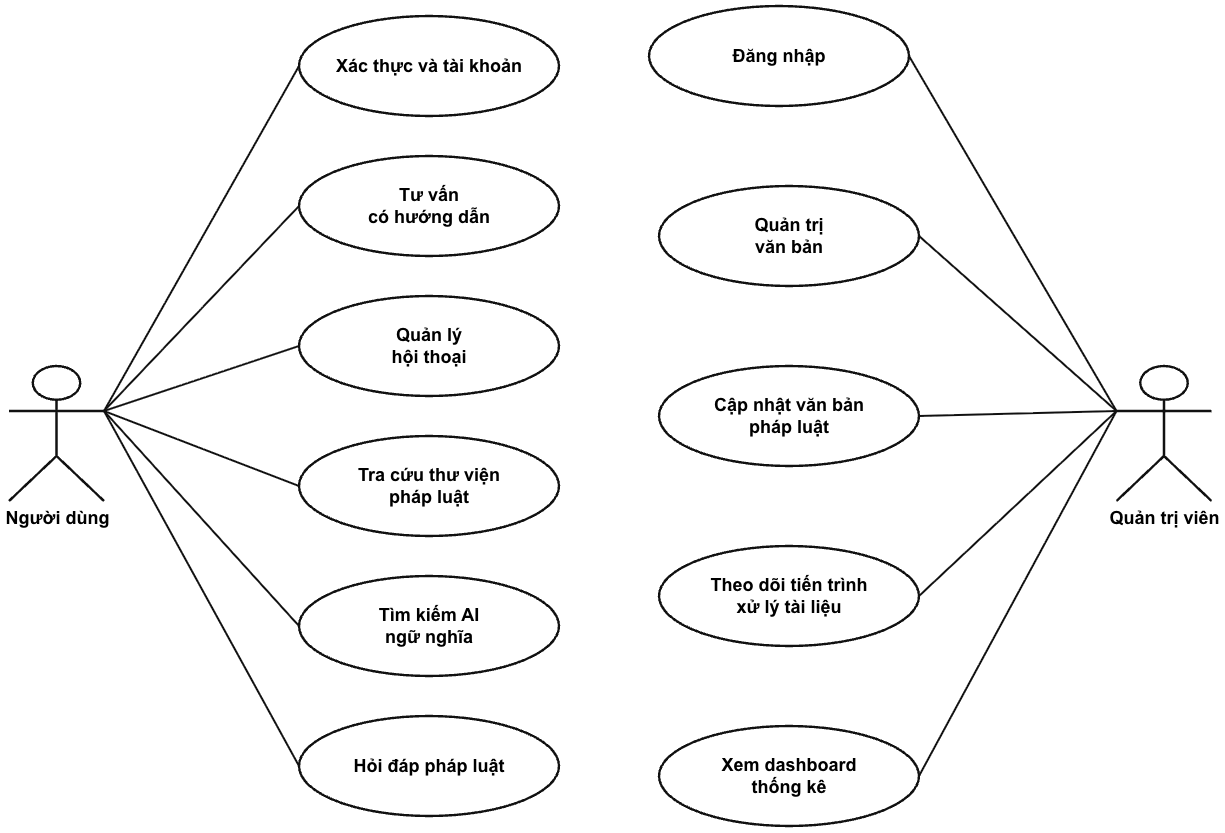 Xác thực và tài khoản
Tư vấn
có hướng dẫn
Quản lý
hội thoại
Tra cứu thư viện
pháp luật
Tìm kiếm AI
ngữ nghĩa
Hỏi đáp pháp luật
Người dùng
Đăng nhập
Quản trị
văn bản
Cập nhật văn bản
pháp luật
Theo dõi tiến trình
xử lý tài liệu
Xem dashboard
thống kê
Quản trị viên